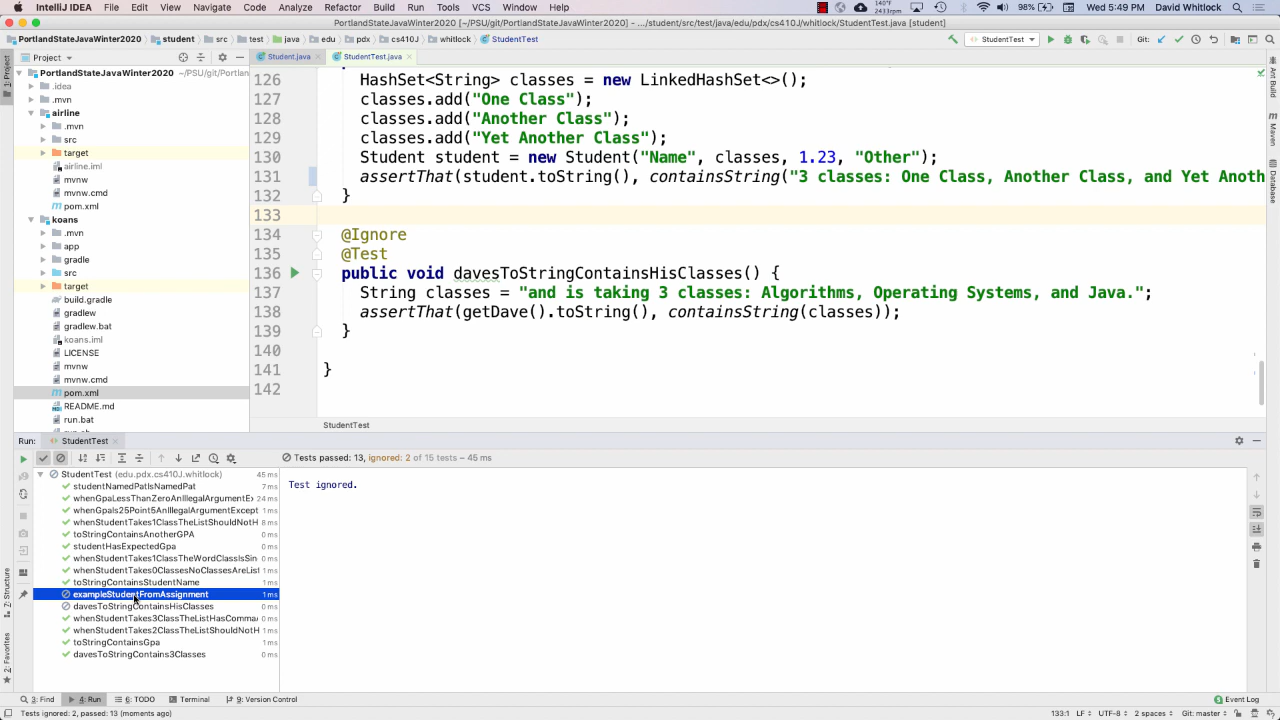 IntelliJ IDEA File Edit View Navigate Code Analyze Refactor Build Run Tools VCS Window Help 140°F 98% Wed 5:49 PM David Whitlock
PortlandStateJavaWinter2020 [~/PSU/git/PortlandStateJavaWinter2020] - .../student/src/test/java/edu/pdx/cs410J/whitlock/StudentTest.java [student]
PortlandStateJavaWinter2020 student src test java edu pdx cs410J whitlock StudentTest StudentTest Git:
Project Student.java StudentTest.java
PortlandStateJavaWinter2020 ~/PSU/git/Portlan
.idea
.mvn
airline
.mvn
src
target
airline.iml
mvnw
mvnw.cmd
pom.xml
koans
.mvn
app
gradle
src
target
build.gradle
gradlew
gradlew.bat
koans.iml
LICENSE
mvnw
mvnw.cmd
pom.xml
README.md
run.bat
126 HashSet<String> classes = new LinkedHashSet<>();
127 classes.add("One Class");
128 classes.add("Another Class");
129 classes.add("Yet Another Class");
130 Student student = new Student("Name", classes, 1.23, "Other");
131 assertThat(student.toString(), containsString("3 classes: One Class, Another Class, and Yet Anoth
132 }
133
134 @Ignore
135 @Test
136 public void davesToStringContainsHisClasses() {
137 String classes = "and is taking 3 classes: Algorithms, Operating Systems, and Java.";
138 assertThat(getDave().toString(), containsString(classes));
139 }
140
141 }
142
StudentTest
1: Project
7: Structure
2: Favorites
Ant Build
Maven
Database
Run: StudentTest
Tests passed: 13, ignored: 2 of 15 tests – 45 ms
StudentTest (edu.pdx.cs410J.whitlock) 45 ms
studentNamedPatIsNamedPat 7 ms
whenGpaLessThanZeroAnIllegalArgumentEx 24 ms
whenGpaIs25Point5AnIllegalArgumentExcept 1 ms
whenStudentTakes1ClassTheListShouldNotH 8 ms
toStringContainsAnotherGPA 0 ms
studentHasExpectedGpa 0 ms
whenStudentTakes1ClassTheWordClassIsSin 0 ms
whenStudentTakes0ClassesNoClassesAreList 1 ms
toStringContainsStudentName 1 ms
exampleStudentFromAssignment 1 ms
davesToStringContainsHisClasses 0 ms
whenStudentTakes3ClassTheListHasComma 0 ms
whenStudentTakes2ClassTheListShouldNotH 1 ms
toStringContainsGpa 1 ms
davesToStringContains3Classes 0 ms
Test ignored.
3: Find 4: Run 6: TODO Terminal 9: Version Control Event Log
Tests ignored: 2, passed: 13 (moments ago) 133:1 LF UTF-8 2 spaces Git: master